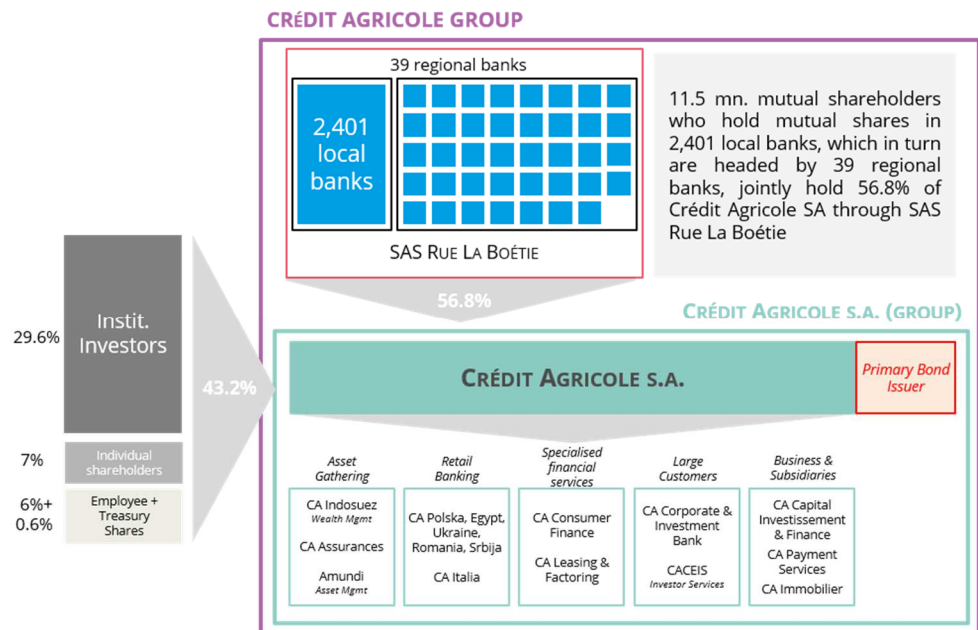 CRÉDIT AGRICOLE GROUP
39 regional banks
2,401
local
banks
SAS RUE LA BOÉTIE
11.5 mn. mutual shareholders
who hold mutual shares in
2,401 local banks, which in turn
are headed by 39 regional
banks, jointly hold 56.8% of
Crédit Agricole SA through SAS
Rue La Boétie
56.8%
CRÉDIT AGRICOLE S.A. (GROUP)
29.6%
Instit.
Investors
43.2%
7%
Individual
shareholders
6%+
0.6%
Employee +
Treasury
Shares
CRÉDIT AGRICOLE S.A.
Primary Bond
Issuer
Asset
Gathering
CA Indosuez
Wealth Mgmt
CA Assurances
Amundi
Asset Mgmt
Retail
Banking
CA Polska, Egypt,
Ukraine,
Romania, Srbija
CA Italia
Specialised
financial
services
CA Consumer
Finance
CA Leasing &
Factoring
Large
Customers
CA Corporate &
Investment
Bank
CACEIS
Investor Services
Business &
Subsidiaries
CA Capital
Investissement
& Finance
CA Payment
Services
CA Immobilier